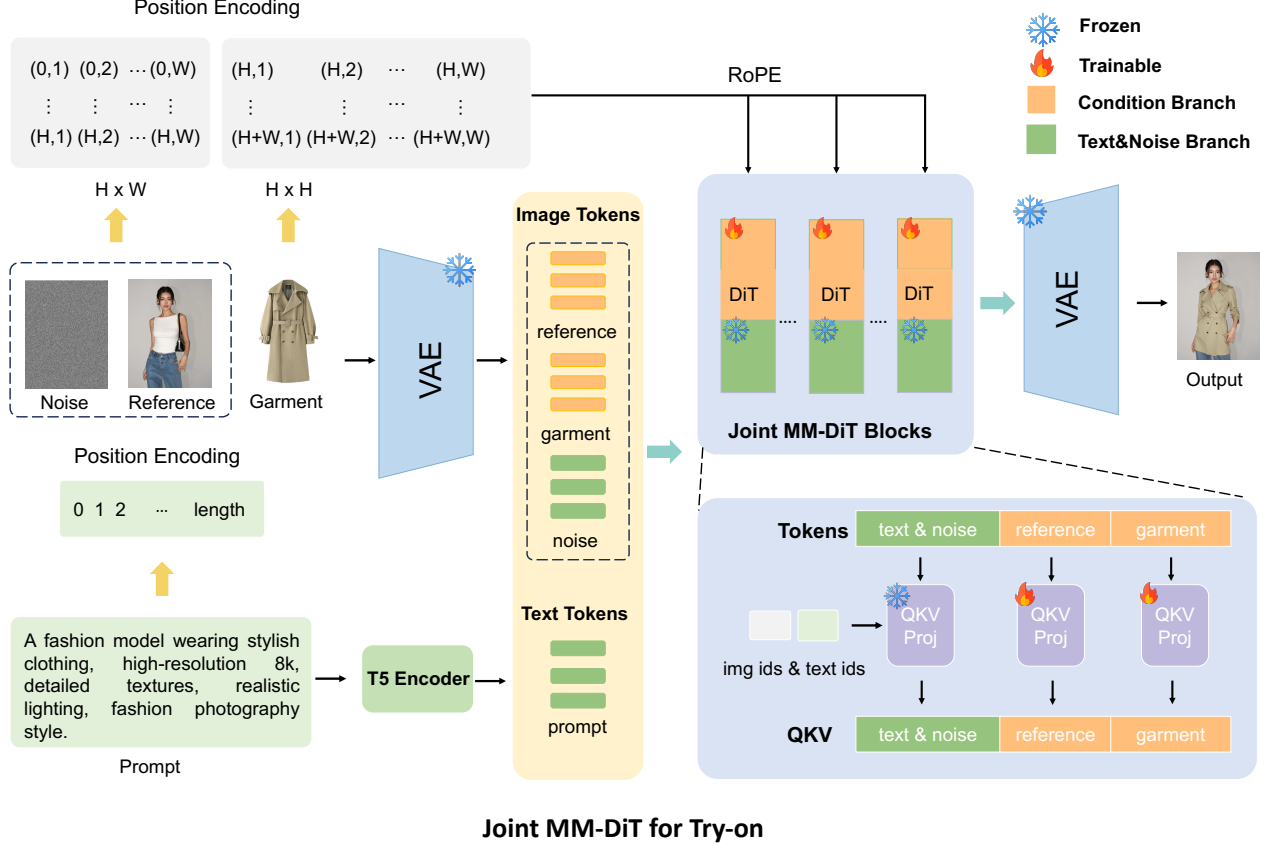 Position Encoding
(0,1) (0,2) ··· (0,W)
⋮ ⋮ ··· ⋮
(H,1) (H,2) ··· (H,W)
(H,1) (H,2) ··· (H,W)
⋮ ⋮ ··· ⋮
(H+W,1) (H+W,2) ··· (H+W,W)
H x W
H x H
RoPE
Frozen
Trainable
Condition Branch
Text&Noise Branch
Noise
Reference
Garment
VAE
Image Tokens
reference
garment
noise
Text Tokens
prompt
DiT
....
DiT
....
DiT
Joint MM-DiT Blocks
VAE
Output
Position Encoding
0 1 2 ··· length
A fashion model wearing stylish
clothing, high-resolution 8k,
detailed textures, realistic
lighting, fashion photography
style.
Prompt
T5 Encoder
Tokens
text & noise
reference
garment
QKV
Proj
QKV
Proj
QKV
Proj
img ids & text ids
QKV
text & noise
reference
garment
Joint MM-DiT for Try-on